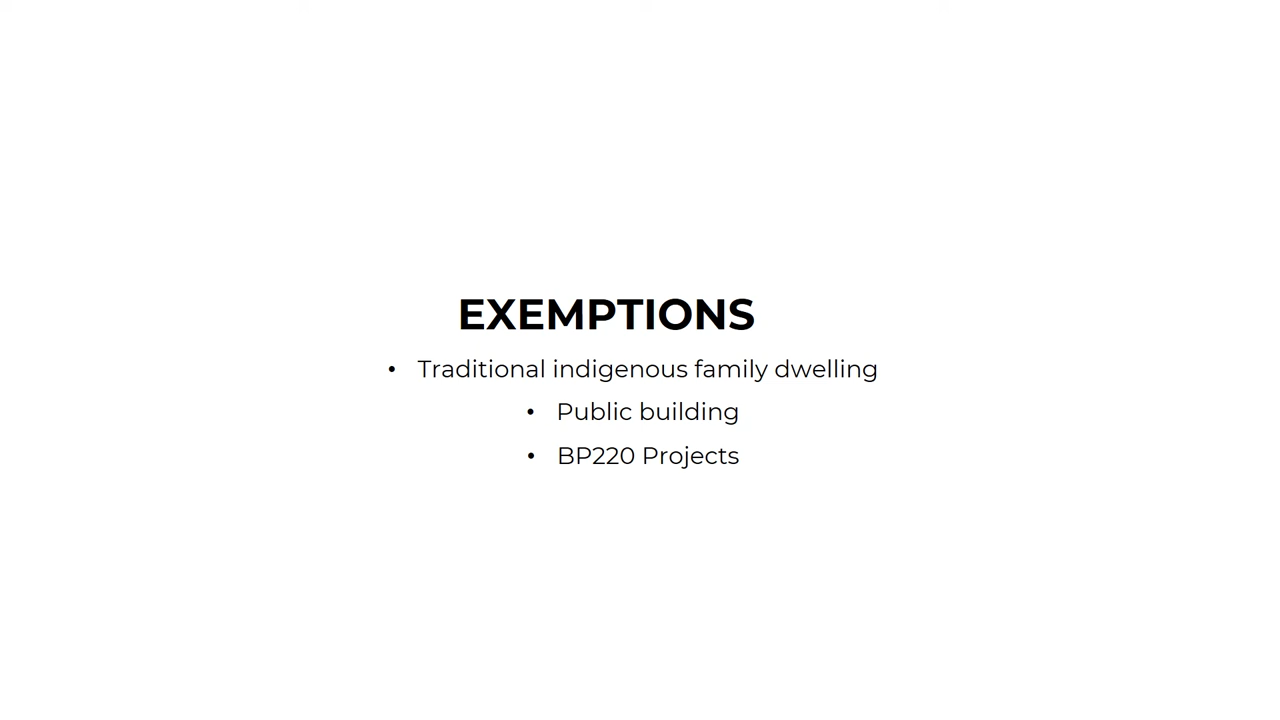 EXEMPTIONS
• Traditional indigenous family dwelling
• Public building
• BP220 Projects